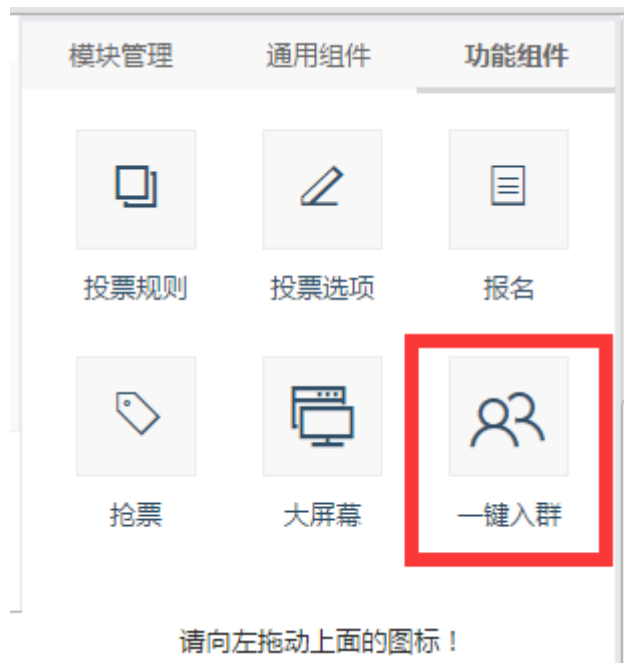 模块管理 通用组件 功能组件
投票规则 投票选项 报名
抢票 大屏幕 一键入群
请向左拖动上面的图标！